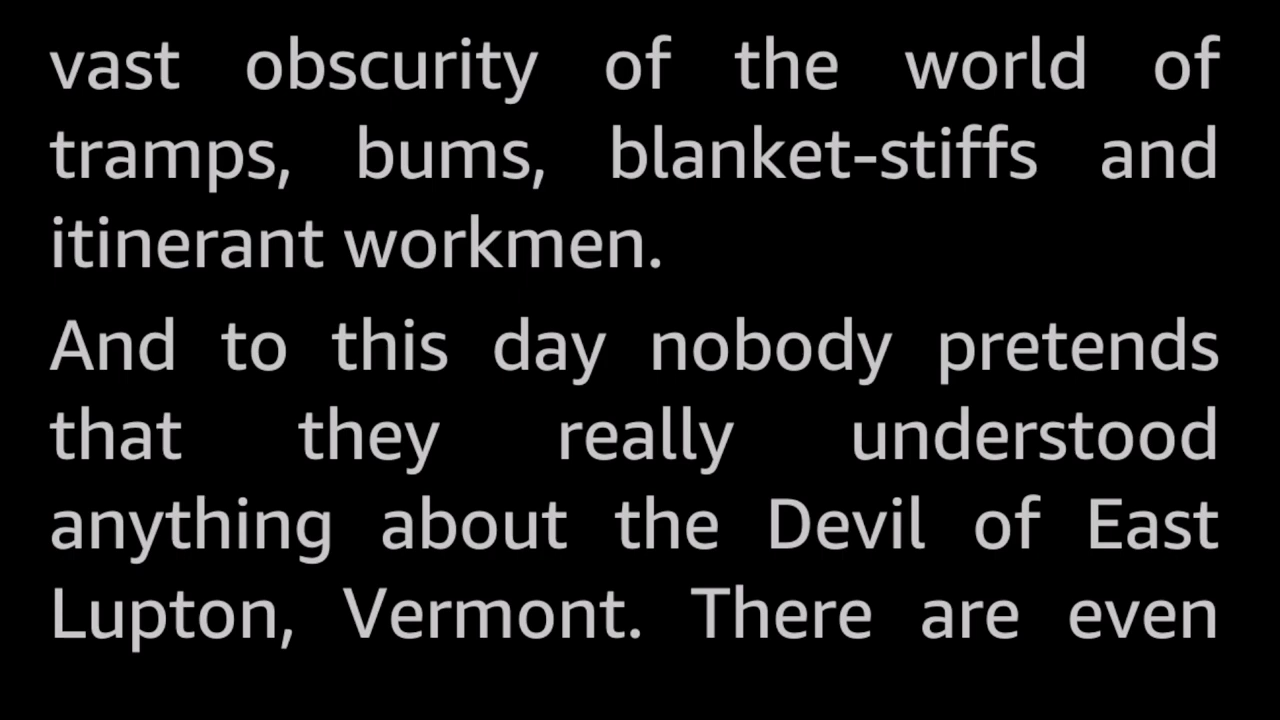 vast obscurity of the world of
tramps, bums, blanket-stiffs and
itinerant workmen.
And to this day nobody pretends
that they really understood
anything about the Devil of East
Lupton, Vermont. There are even